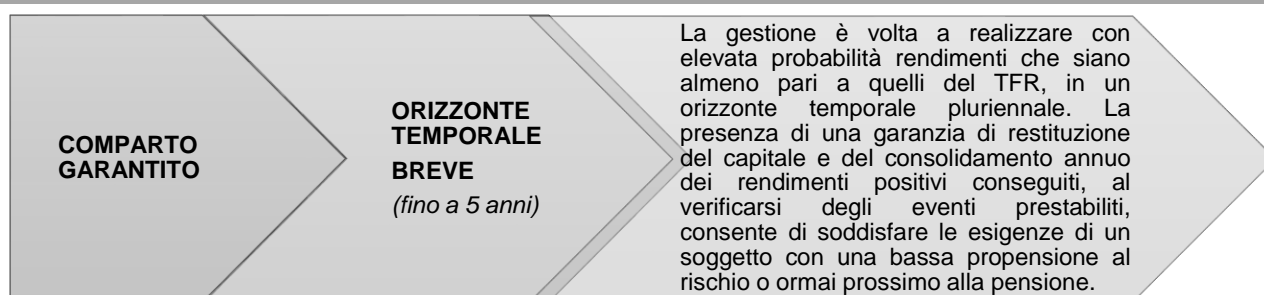 COMPARTO
GARANTITO
ORIZZONTE
TEMPORALE
BREVE
(fino a 5 anni)
La gestione è volta a realizzare con
elevata probabilità rendimenti che siano
almeno pari a quelli del TFR, in un
orizzonte temporale pluriennale. La
presenza di una garanzia di restituzione
del capitale e del consolidamento annuo
dei rendimenti positivi conseguiti, al
verificarsi degli eventi prestabiliti,
consente di soddisfare le esigenze di un
soggetto con una bassa propensione al
rischio o ormai prossimo alla pensione.